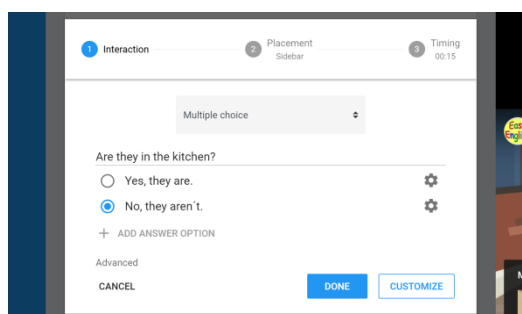 1 Interaction
2 Placement
Sidebar
3 Timing
00:15
Multiple choice
Are they in the kitchen?
Yes, they are.
No, they aren´t.
+ ADD ANSWER OPTION
Advanced
CANCEL
DONE
CUSTOMIZE